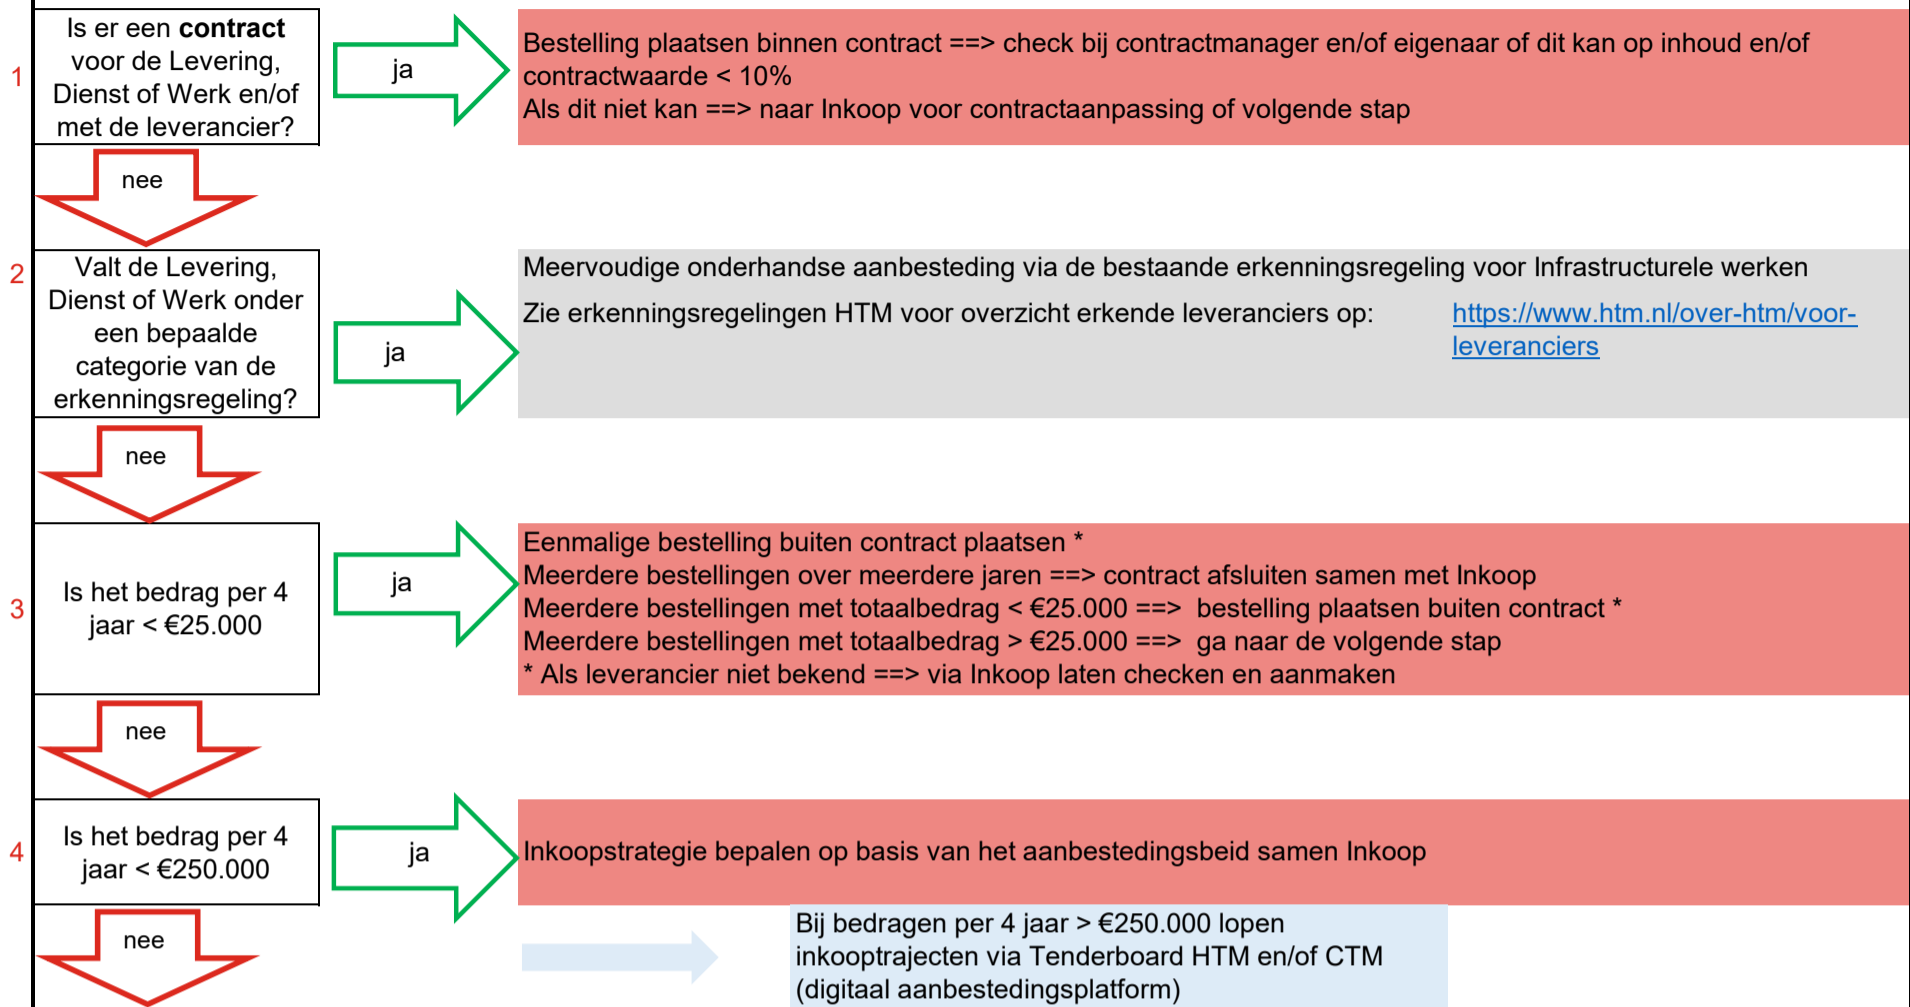 Is er een contract
voor de Levering,
Dienst of Werk en/of
met de leverancier?
1
ja
Bestelling plaatsen binnen contract ==> check bij contractmanager en/of eigenaar of dit kan op inhoud en/of
contractwaarde < 10%
Als dit niet kan ==> naar Inkoop voor contractaanpassing of volgende stap
nee
2
Valt de Levering,
Dienst of Werk onder
een bepaalde
categorie van de
erkenningsregeling?
ja
Meervoudige onderhandse aanbesteding via de bestaande erkenningsregeling voor Infrastructurele werken
Zie erkenningsregelingen HTM voor overzicht erkende leveranciers op:
https://www.htm.nl/over-htm/voor-
leveranciers
nee
3
Is het bedrag per 4
jaar < €25.000
ja
Eenmalige bestelling buiten contract plaatsen *
Meerdere bestellingen over meerdere jaren ==> contract afsluiten samen met Inkoop
Meerdere bestellingen met totaalbedrag < €25.000 ==> bestelling plaatsen buiten contract *
Meerdere bestellingen met totaalbedrag > €25.000 ==> ga naar de volgende stap
* Als leverancier niet bekend ==> via Inkoop laten checken en aanmaken
nee
4
Is het bedrag per 4
jaar < €250.000
ja
Inkoopstrategie bepalen op basis van het aanbestedingsbeid samen Inkoop
nee
Bij bedragen per 4 jaar > €250.000 lopen
inkooptrajecten via Tenderboard HTM en/of CTM
(digitaal aanbestedingsplatform)